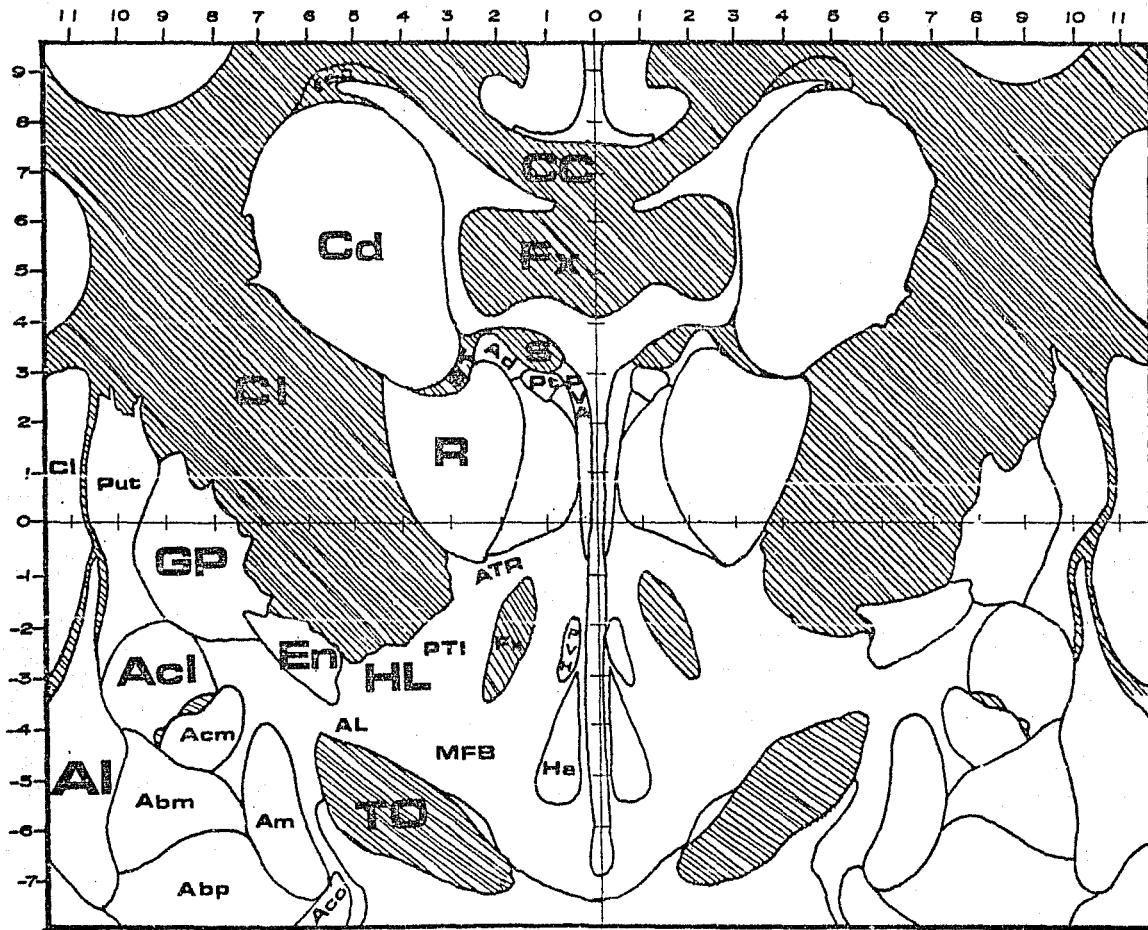 11 10 9 8 7 6 5 4 3 2 1 0 1 2 3 4 5 6 7 8 9 10 11
9
8
7
6
5
4
3
2
1
0
-1
-2
-3
-4
-5
-6
-7
CC
Cd
Fx
Ad
S
Pt
P
V
A
CI
R
Cl
Put
GP
ATR
Fx
P
V
H
En
PTI
HL
Acl
AL
Acm
MFB
Ha
AI
Abm
Am
TO
Abp
Aco